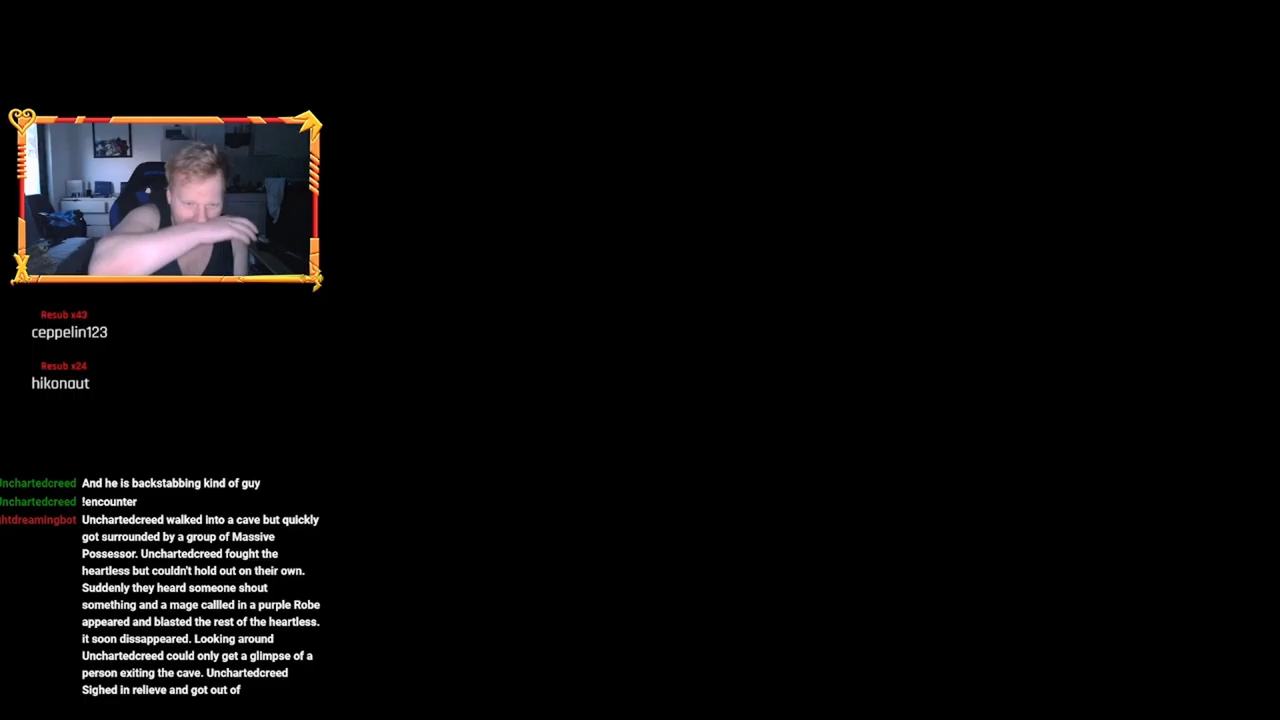 Resub x43
ceppelin123
Resub x24
hikonaut
Unchartedcreed And he is backstabbing kind of guy
Unchartedcreed !encounter
htdreamingbot Unchartedcreed walked into a cave but quickly
got surrounded by a group of Massive
Possessor. Unchartedcreed fought the
heartless but couldn't hold out on their own.
Suddenly they heard someone shout
something and a mage callled in a purple Robe
appeared and blasted the rest of the heartless.
it soon dissappeared. Looking around
Unchartedcreed could only get a glimpse of a
person exiting the cave. Unchartedcreed
Sighed in relieve and got out of